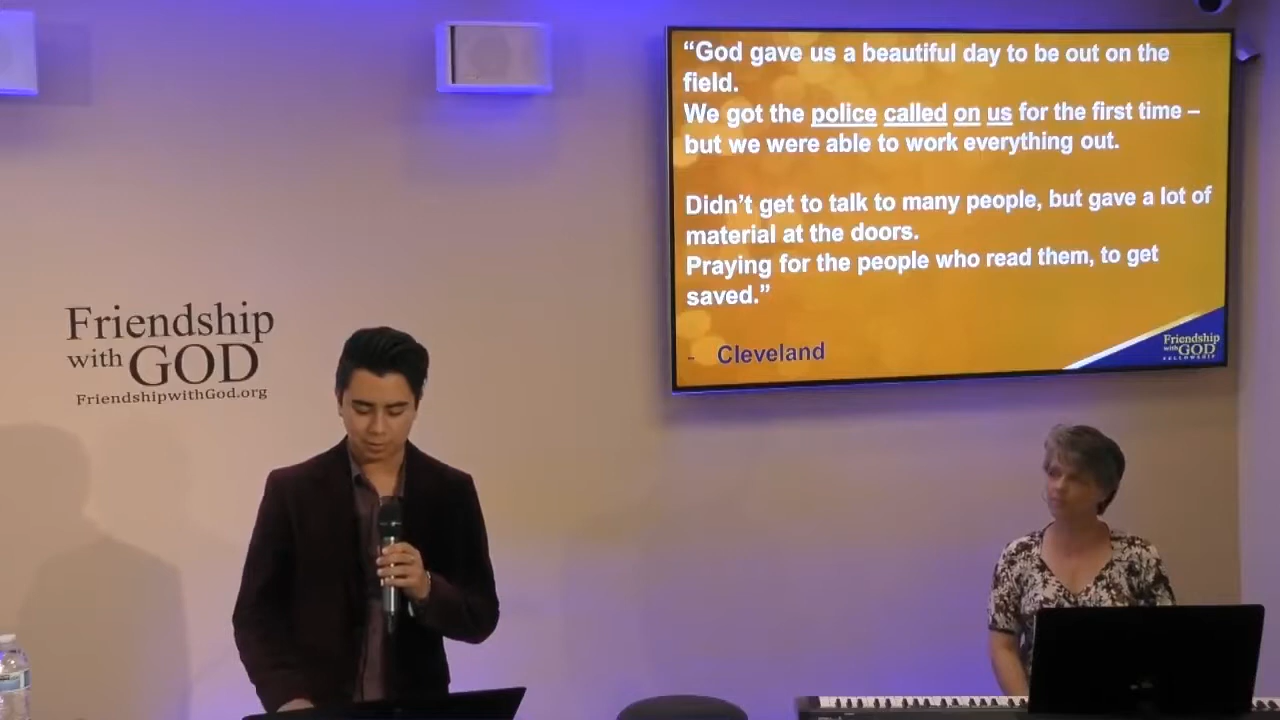 “God gave us a beautiful day to be out on the
field.
We got the police called on us for the first time –
but we were able to work everything out.
Didn’t get to talk to many people, but gave a lot of
material at the doors.
Praying for the people who read them, to get
saved.”
- Cleveland
Friendship
with GOD
FELLOWSHIP
Friendship
with GOD
FriendshipwithGod.org